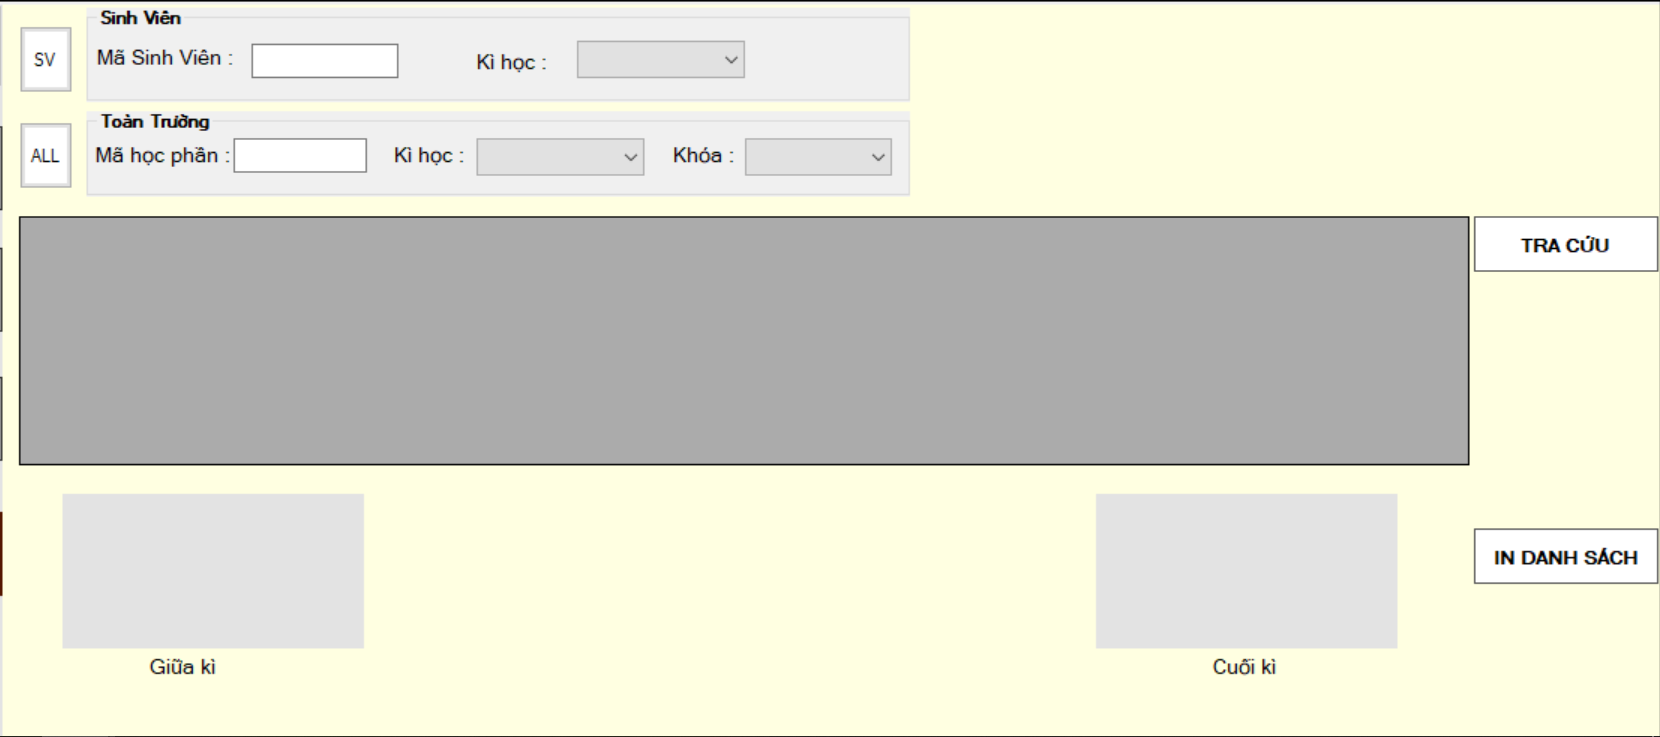 Sinh Viên
SV
Mã Sinh Viên :
Kì học :
Toàn Trường
ALL
Mã học phần :
Kì học :
Khóa :
TRA CỨU
IN DANH SÁCH
Giữa kì
Cuối kì